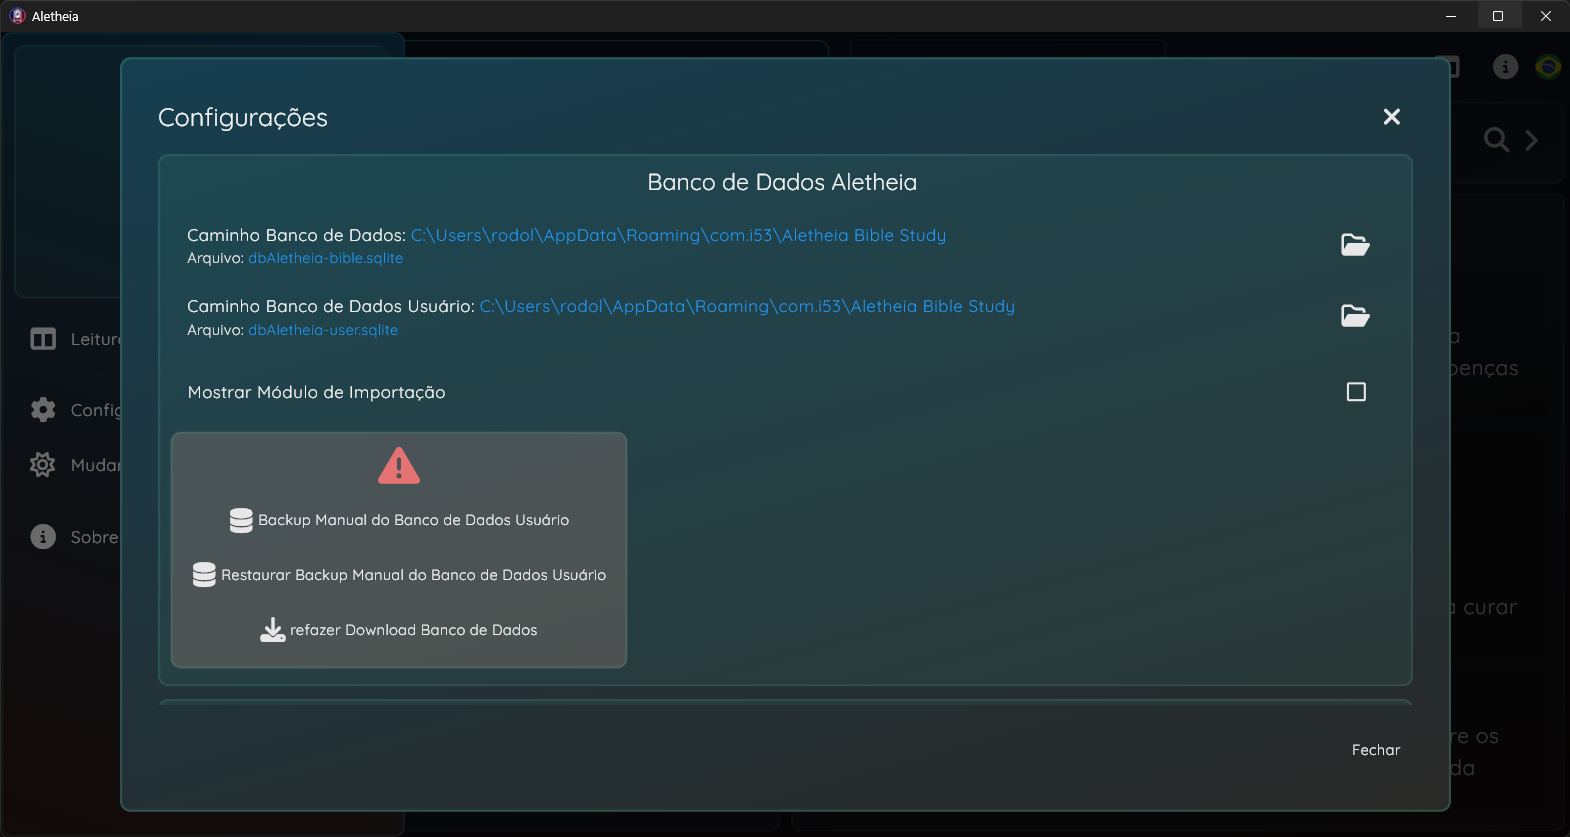 Aletheia
Configurações
Banco de Dados Aletheia
Caminho Banco de Dados: C:\Users\rodol\AppData\Roaming\com.i53\Aletheia Bible Study
Arquivo: dbAletheia-bible.sqlite
Caminho Banco de Dados Usuário: C:\Users\rodol\AppData\Roaming\com.i53\Aletheia Bible Study
Arquivo: dbAletheia-user.sqlite
Mostrar Módulo de Importação
Backup Manual do Banco de Dados Usuário
Restaurar Backup Manual do Banco de Dados Usuário
refazer Download Banco de Dados
Fechar
Mudar
Sobre
curar
re os
da